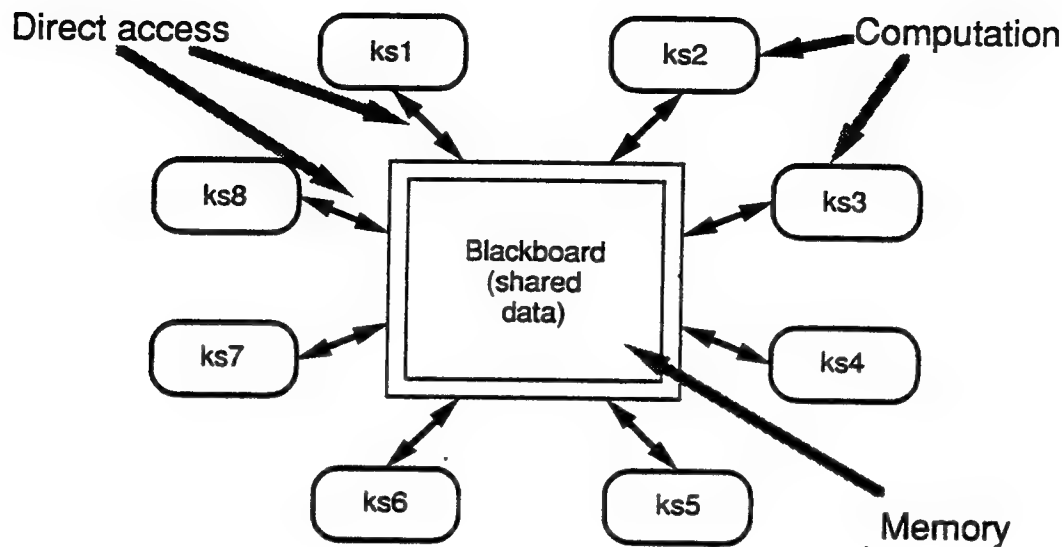 Direct access
ks1
ks2
Computation
ks8
ks3
Blackboard
(shared
data)
ks7
ks4
ks6
ks5
Memory